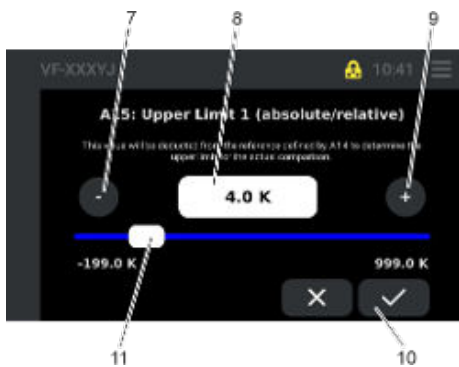 7 8 9
VF-XXXYJ 10:41
A15: Upper Limit 1 (absolute/relative)
This value will be deducted from the reference defined by A14 to determine the
upper limit for the actual comparison.
- 4.0 K +
-199.0 K 999.0 K
11 10